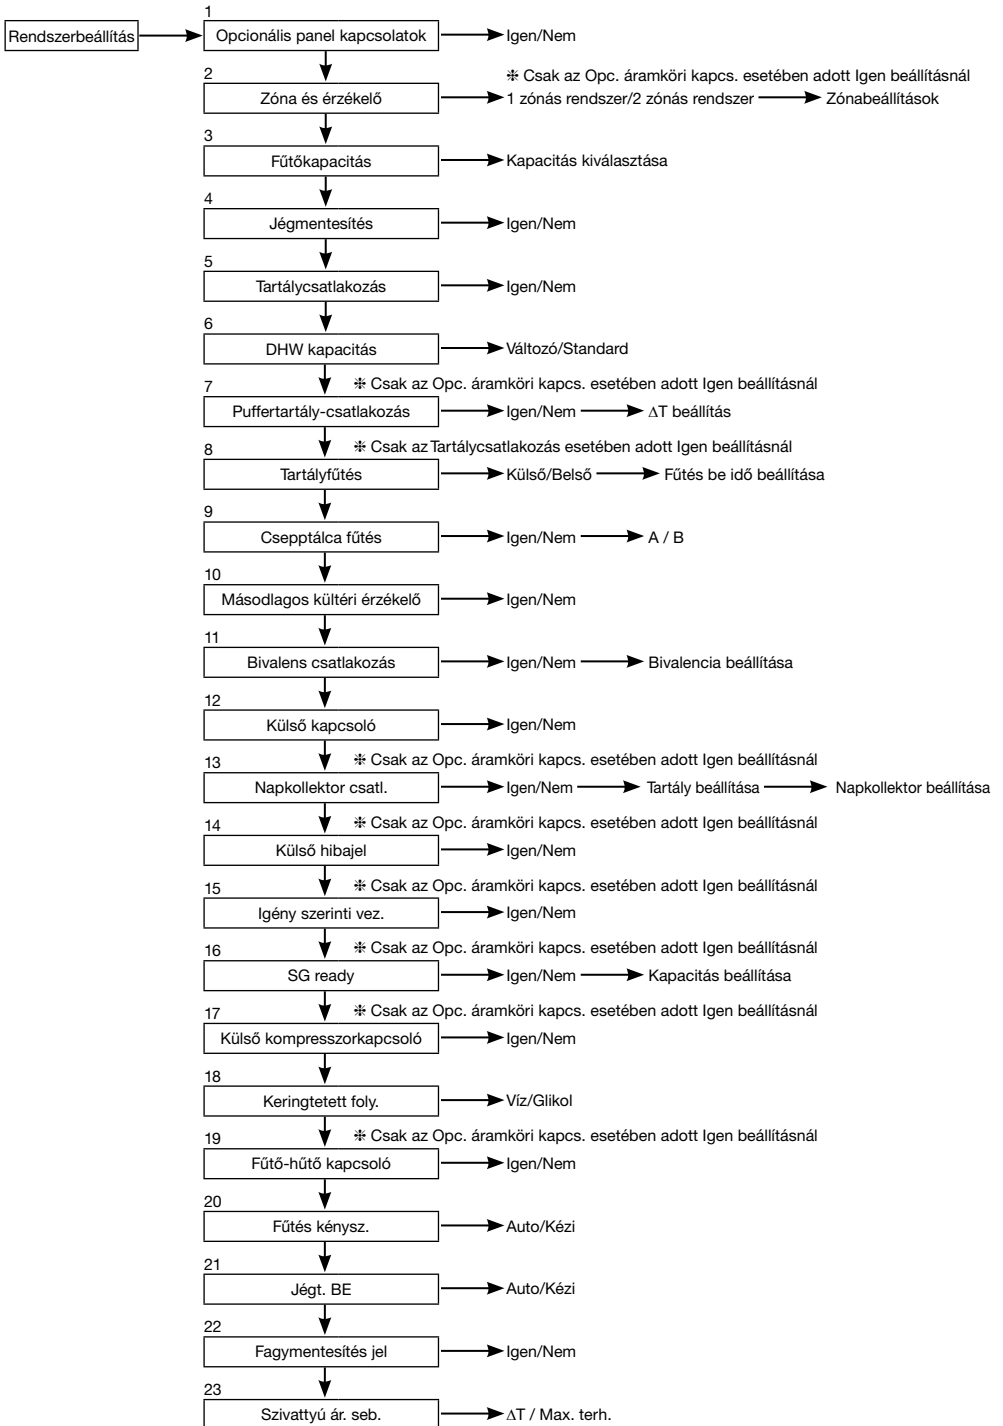 1
Rendszerbeállítás Opcionális panel kapcsolatok Igen/Nem
2 ❈ Csak az Opc. áramköri kapcs. esetében adott Igen beállításnál
Zóna és érzékelő 1 zónás rendszer/2 zónás rendszer Zónabeállítások
3
Fűtőkapacitás Kapacitás kiválasztása
4
Jégmentesítés Igen/Nem
5
Tartálycsatlakozás Igen/Nem
6
DHW kapacitás Változó/Standard
7 ❈ Csak az Opc. áramköri kapcs. esetében adott Igen beállításnál
Puffertartály-csatlakozás Igen/Nem ΔT beállítás
8 ❈ Csak az Tartálycsatlakozás esetében adott Igen beállításnál
Tartályfűtés Külső/Belső Fűtés be idő beállítása
9
Csepptálca fűtés Igen/Nem A / B
10
Másodlagos kültéri érzékelő Igen/Nem
11
Bivalens csatlakozás Igen/Nem Bivalencia beállítása
12
Külső kapcsoló Igen/Nem
13 ❈ Csak az Opc. áramköri kapcs. esetében adott Igen beállításnál
Napkollektor csatl. Igen/Nem Tartály beállítása Napkollektor beállítása
14 ❈ Csak az Opc. áramköri kapcs. esetében adott Igen beállításnál
Külső hibajel Igen/Nem
15 ❈ Csak az Opc. áramköri kapcs. esetében adott Igen beállításnál
Igény szerinti vez. Igen/Nem
16 ❈ Csak az Opc. áramköri kapcs. esetében adott Igen beállításnál
SG ready Igen/Nem Kapacitás beállítása
17 ❈ Csak az Opc. áramköri kapcs. esetében adott Igen beállításnál
Külső kompresszorkapcsoló Igen/Nem
18
Keringtetett foly. Víz/Glikol
19 ❈ Csak az Opc. áramköri kapcs. esetében adott Igen beállításnál
Fűtő-hűtő kapcsoló Igen/Nem
20
Fűtés kénysz. Auto/Kézi
21
Jégt. BE Auto/Kézi
22
Fagymentesítés jel Igen/Nem
23
Szivattyú ár. seb. ΔT / Max. terh.